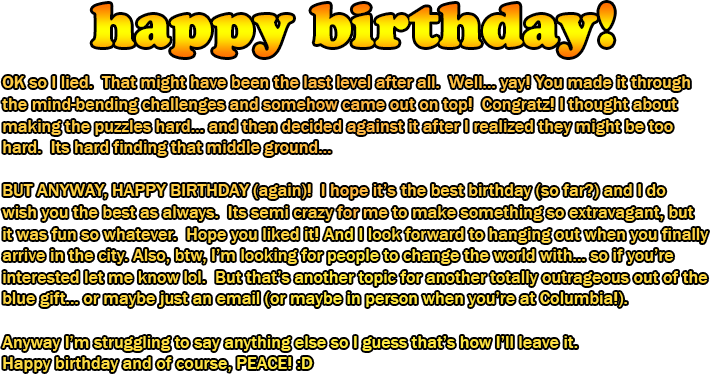 happy birthday!
OK so I lied.  That might have been the last level after all.  Well... yay! You made it through
the mind-bending challenges and somehow came out on top!  Congratz! I thought about
making the puzzles hard... and then decided against it after I realized they might be too
hard.  Its hard finding that middle ground...
BUT ANYWAY, HAPPY BIRTHDAY (again)!  I hope it's the best birthday (so far?) and I do
wish you the best as always.  Its semi crazy for me to make something so extravagant, but
it was fun so whatever.  Hope you liked it! And I look forward to hanging out when you finally
arrive in the city. Also, btw, I'm looking for people to change the world with... so if you're
interested let me know lol.  But that's another topic for another totally outrageous out of the
blue gift... or maybe just an email (or maybe in person when you're at Columbia!).
Anyway I'm struggling to say anything else so I guess that's how I'll leave it.
Happy birthday and of course, PEACE! :D